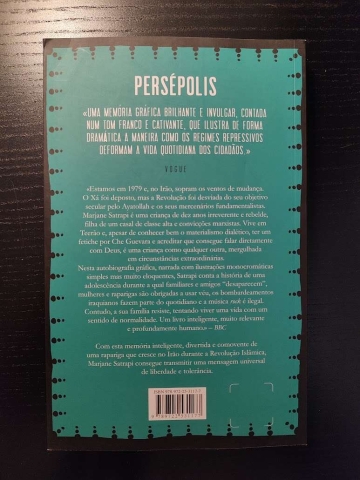 PERSÉPOLIS
«UMA MEMÓRIA GRÁFICA BRILHANTE E INVULGAR, CONTADA
NUM TOM FRANCO E CATIVANTE, QUE ILUSTRA DE FORMA
DRAMÁTICA A MANEIRA COMO OS REGIMES REPRESSIVOS
DEFORMAM A VIDA QUOTIDIANA DOS CIDADÃOS.»
VOGUE
«Estamos em 1979 e, no Irão, sopram os ventos de mudança.
O Xá foi deposto, mas a Revolução foi desviada do seu objetivo
secular pelo Ayatollah e os seus mercenários fundamentalistas.
Marjane Satrapi é uma criança de dez anos irreverente e rebelde,
filha de um casal de classe alta e convicções marxistas. Vive em
Teerão e, apesar de conhecer bem o materialismo dialético, ter um
fetiche por Che Guevara e acreditar que consegue falar diretamente
com Deus, é uma criança como qualquer outra, mergulhada
em circunstâncias extraordinárias.
Nesta autobiografia gráfica, narrada com ilustrações monocromáticas
simples mas muito eloquentes, Satrapi conta a história de uma
adolescência durante a qual familiares e amigos "desaparecem",
mulheres e raparigas são obrigadas a usar véu, os bombardeamentos
iraquianos fazem parte do quotidiano e a música rock é ilegal.
Contudo, a sua família resiste, tentando viver uma vida com um
sentido de normalidade. Um livro inteligente, muito relevante
e profundamente humano.» – BBC
Com esta memória inteligente, divertida e comovente de
uma rapariga que cresce no Irão durante a Revolução Islâmica,
Marjane Satrapi consegue transmitir uma mensagem universal
de liberdade e tolerância.
ISBN